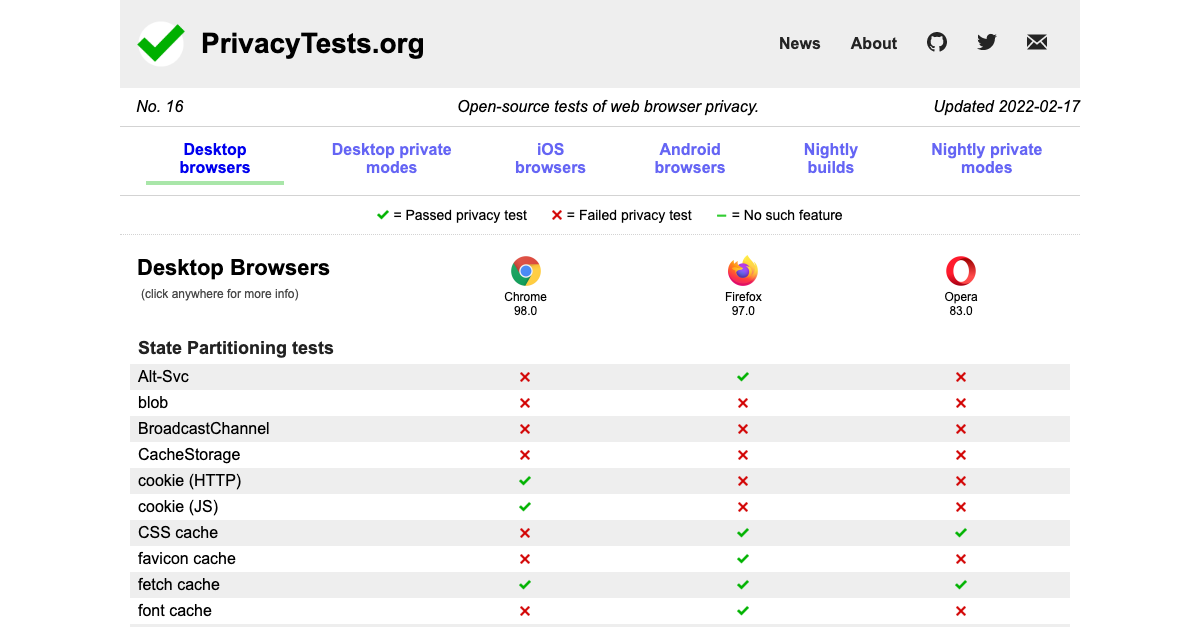 PrivacyTests.org
News About
No. 16 Open-source tests of web browser privacy. Updated 2022-02-17
Desktop browsers Desktop private modes iOS browsers Android browsers Nightly builds Nightly private modes
= Passed privacy test = Failed privacy test = No such feature
Desktop Browsers
(click anywhere for more info)
Chrome 98.0 Firefox 97.0 Opera 83.0
State Partitioning tests
Alt-Svc
blob
BroadcastChannel
CacheStorage
cookie (HTTP)
cookie (JS)
CSS cache
favicon cache
fetch cache
font cache